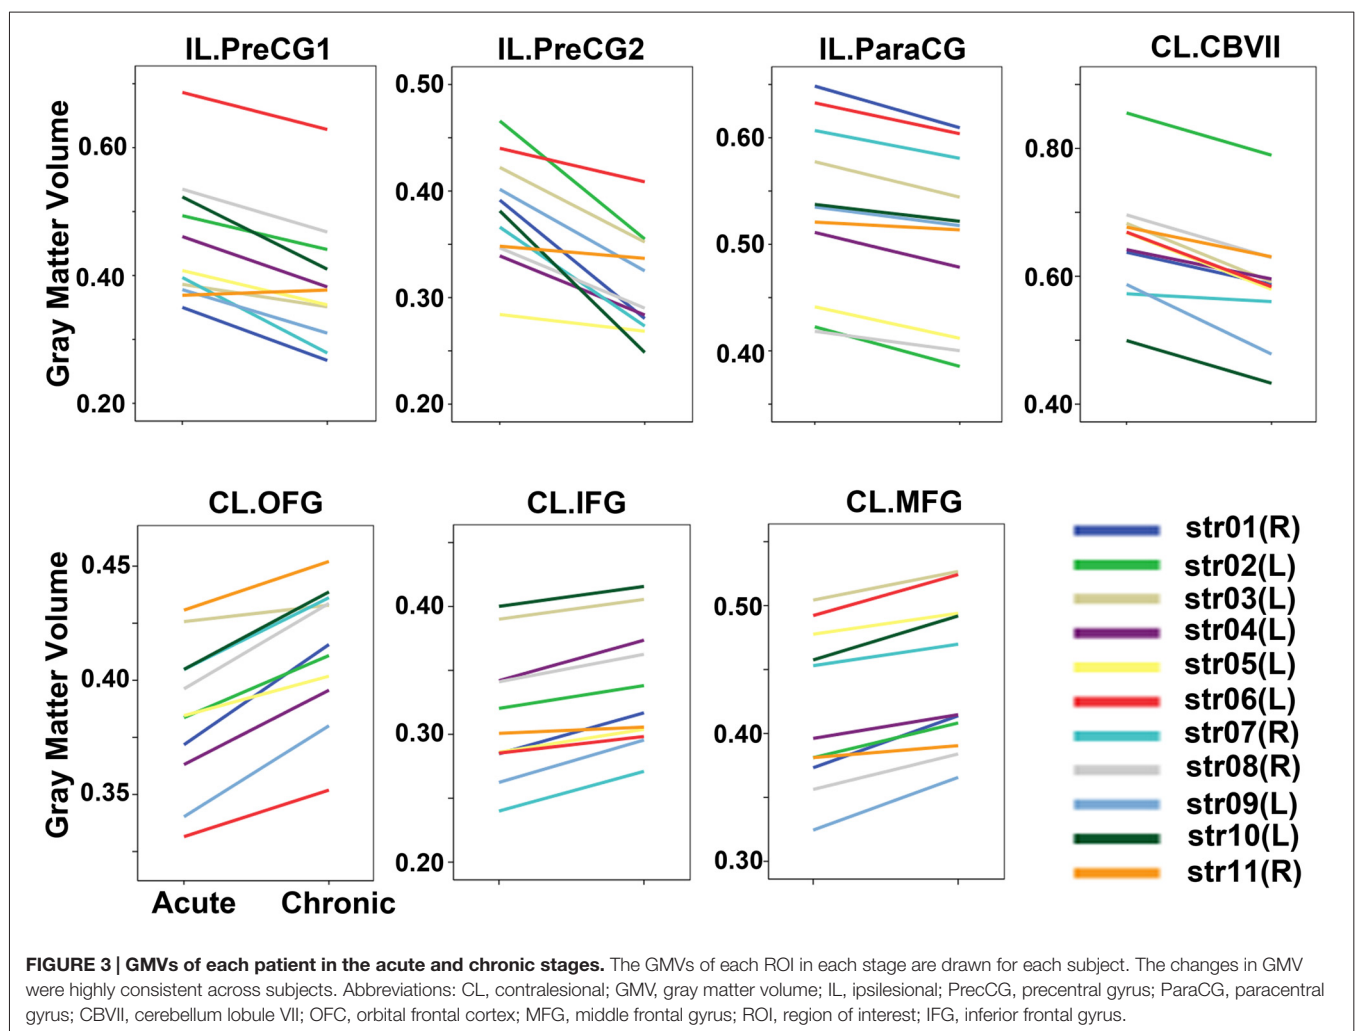 IL.PreCG1
IL.PreCG2
IL.ParaCG
CL.CBVII
Gray Matter Volume
0.60
0.40
0.20
0.50
0.40
0.30
0.20
0.60
0.50
0.40
0.80
0.60
0.40
CL.OFG
CL.IFG
CL.MFG
Gray Matter Volume
0.45
0.40
0.35
0.40
0.30
0.20
0.50
0.40
0.30
Acute
Chronic
str01(R)
str02(L)
str03(L)
str04(L)
str05(L)
str06(L)
str07(R)
str08(R)
str09(L)
str10(L)
str11(R)
FIGURE 3 | GMVs of each patient in the acute and chronic stages. The GMVs of each ROI in each stage are drawn for each subject. The changes in GMV
were highly consistent across subjects. Abbreviations: CL, contralesional; GMV, gray matter volume; IL, ipsilesional; PrecCG, precentral gyrus; ParaCG, paracentral
gyrus; CBVII, cerebellum lobule VII; OFC, orbital frontal cortex; MFG, middle frontal gyrus; ROI, region of interest; IFG, inferior frontal gyrus.